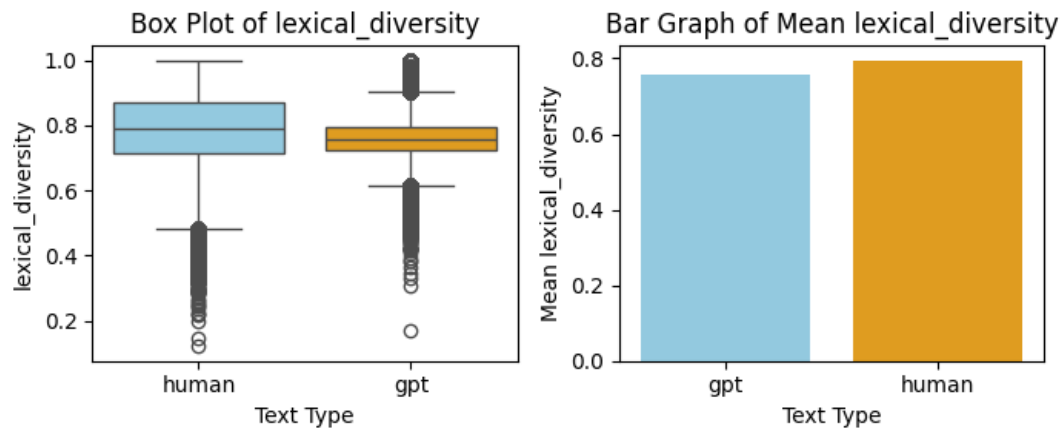 Box Plot of lexical_diversity
lexical_diversity
1.0
0.8
0.6
0.4
0.2
human
gpt
Text Type
Bar Graph of Mean lexical_diversity
Mean lexical_diversity
0.8
0.6
0.4
0.2
0.0
gpt
human
Text Type